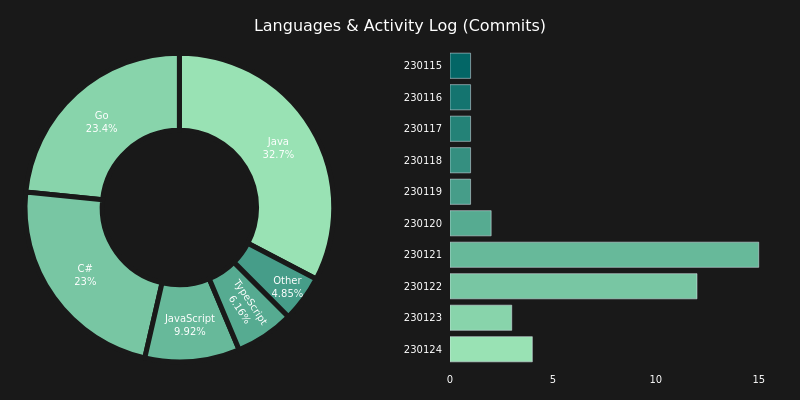 Languages & Activity Log (Commits)
Java
32.7%
Go
23.4%
C#
23%
JavaScript
9.92%
TypeScript
6.16%
Other
4.85%
230115
230116
230117
230118
230119
230120
230121
230122
230123
230124
0 5 10 15